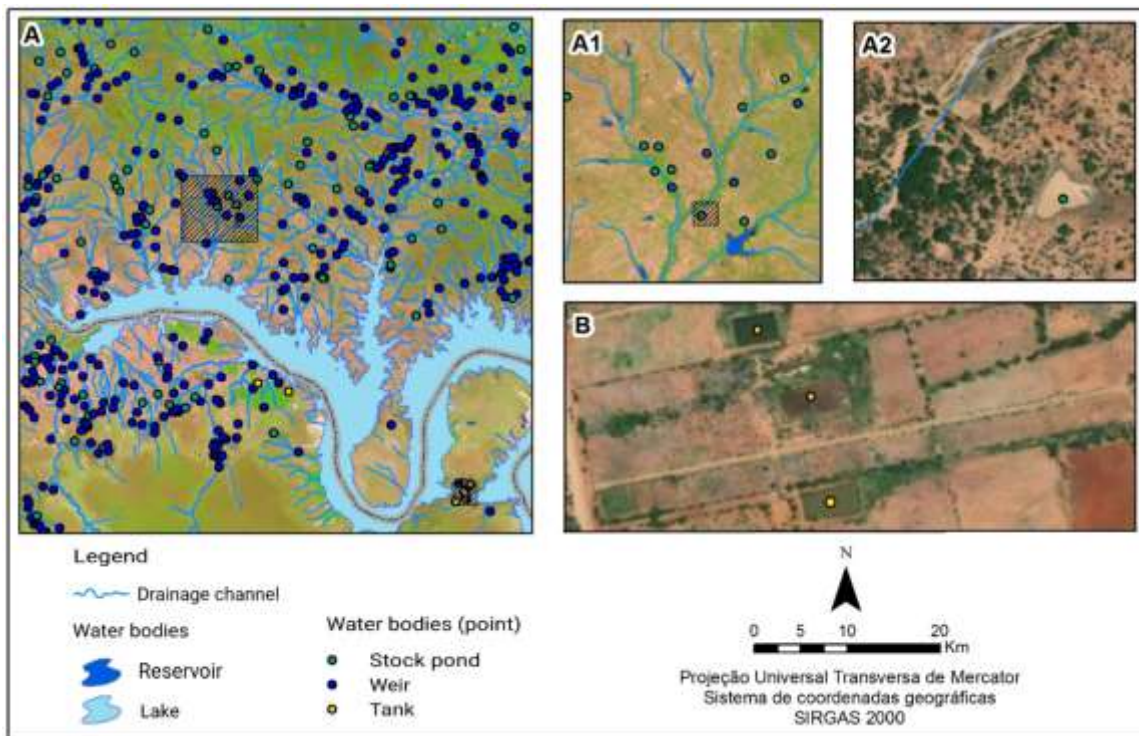 A
A1
A2
B
Legend
Drainage channel
Water bodies
Reservoir
Lake
Water bodies (point)
Stock pond
Weir
Tank
N
0 5 10 20
Km
Projeção Universal Transversa de Mercator
Sistema de coordenadas geográficas
SIRGAS 2000